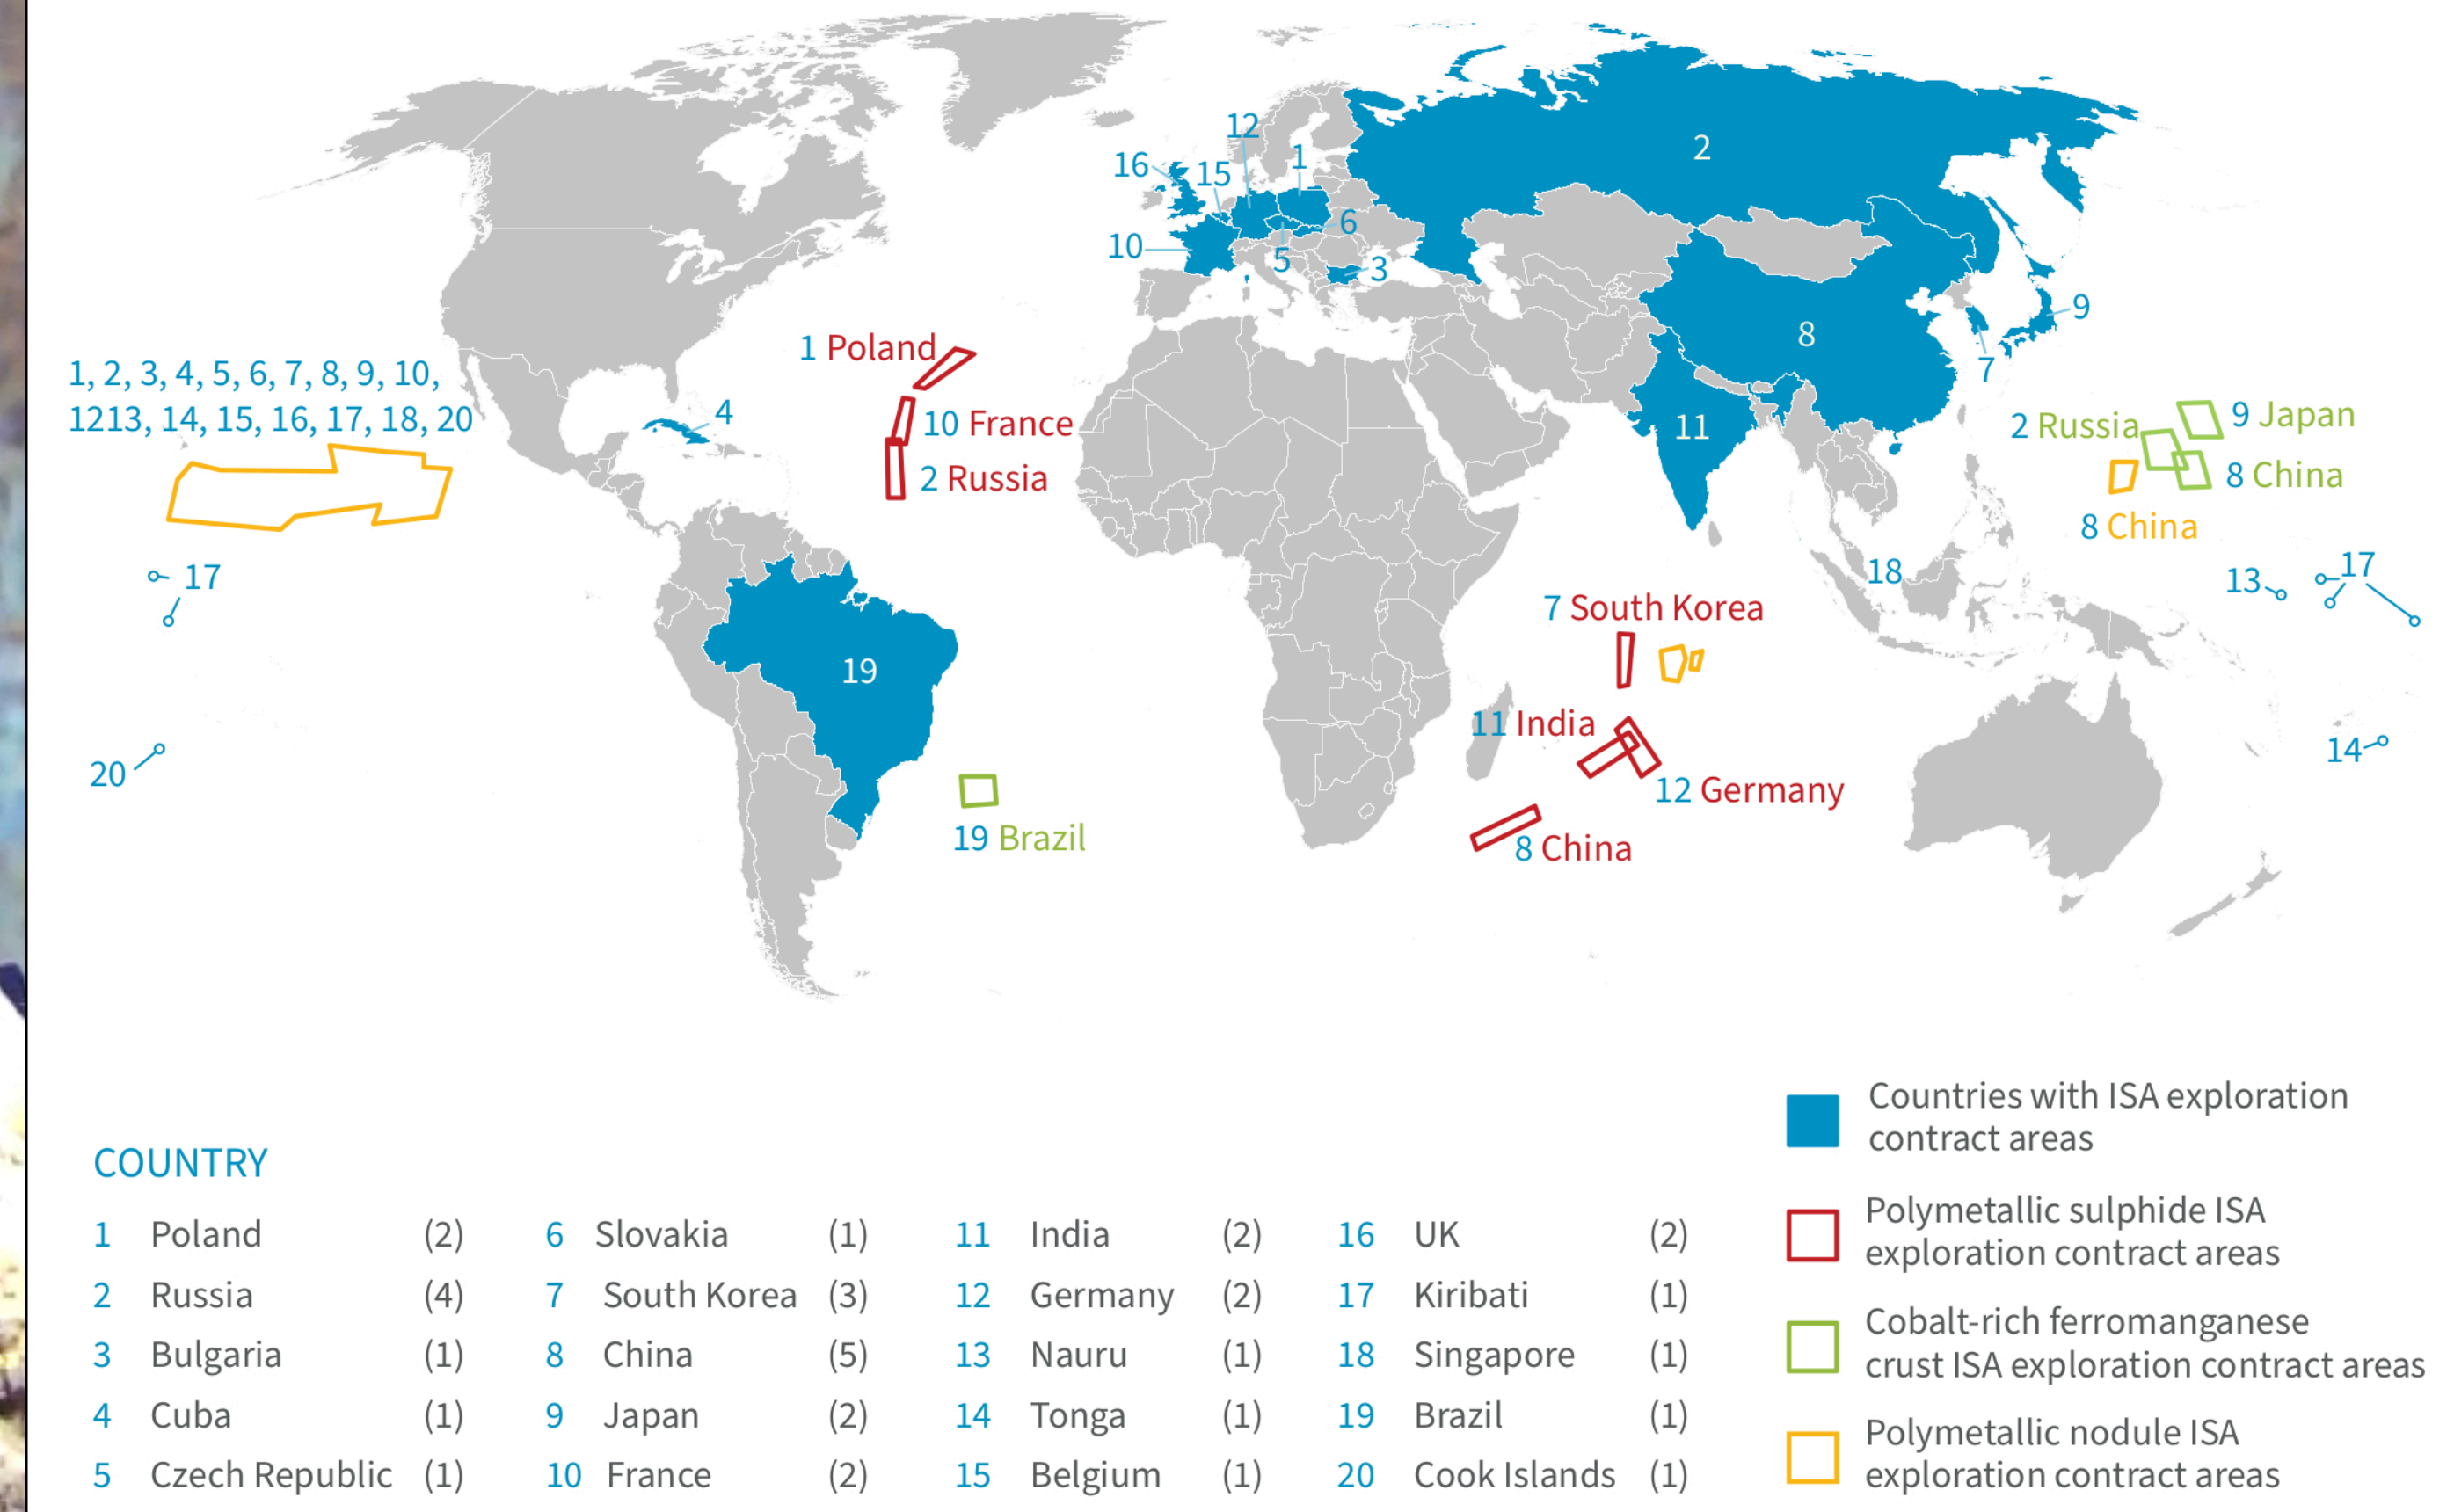 12
1
16
15
2
6
10
5
3
9
8
7
1 Poland
1, 2, 3, 4, 5, 6, 7, 8, 9, 10,
1213, 14, 15, 16, 17, 18, 20
4
10 France
2 Russia
11
2 Russia
9 Japan
8 China
8 China
17
18
13
17
7 South Korea
19
11 India
14
20
12 Germany
19 Brazil
8 China
Countries with ISA exploration
contract areas
Polymetallic sulphide ISA
exploration contract areas
Cobalt-rich ferromanganese
crust ISA exploration contract areas
Polymetallic nodule ISA
exploration contract areas
COUNTRY
1 Poland (2)
2 Russia (4)
3 Bulgaria (1)
4 Cuba (1)
5 Czech Republic (1)
6 Slovakia (1)
7 South Korea (3)
8 China (5)
9 Japan (2)
10 France (2)
11 India (2)
12 Germany (2)
13 Nauru (1)
14 Tonga (1)
15 Belgium (1)
16 UK (2)
17 Kiribati (1)
18 Singapore (1)
19 Brazil (1)
20 Cook Islands (1)